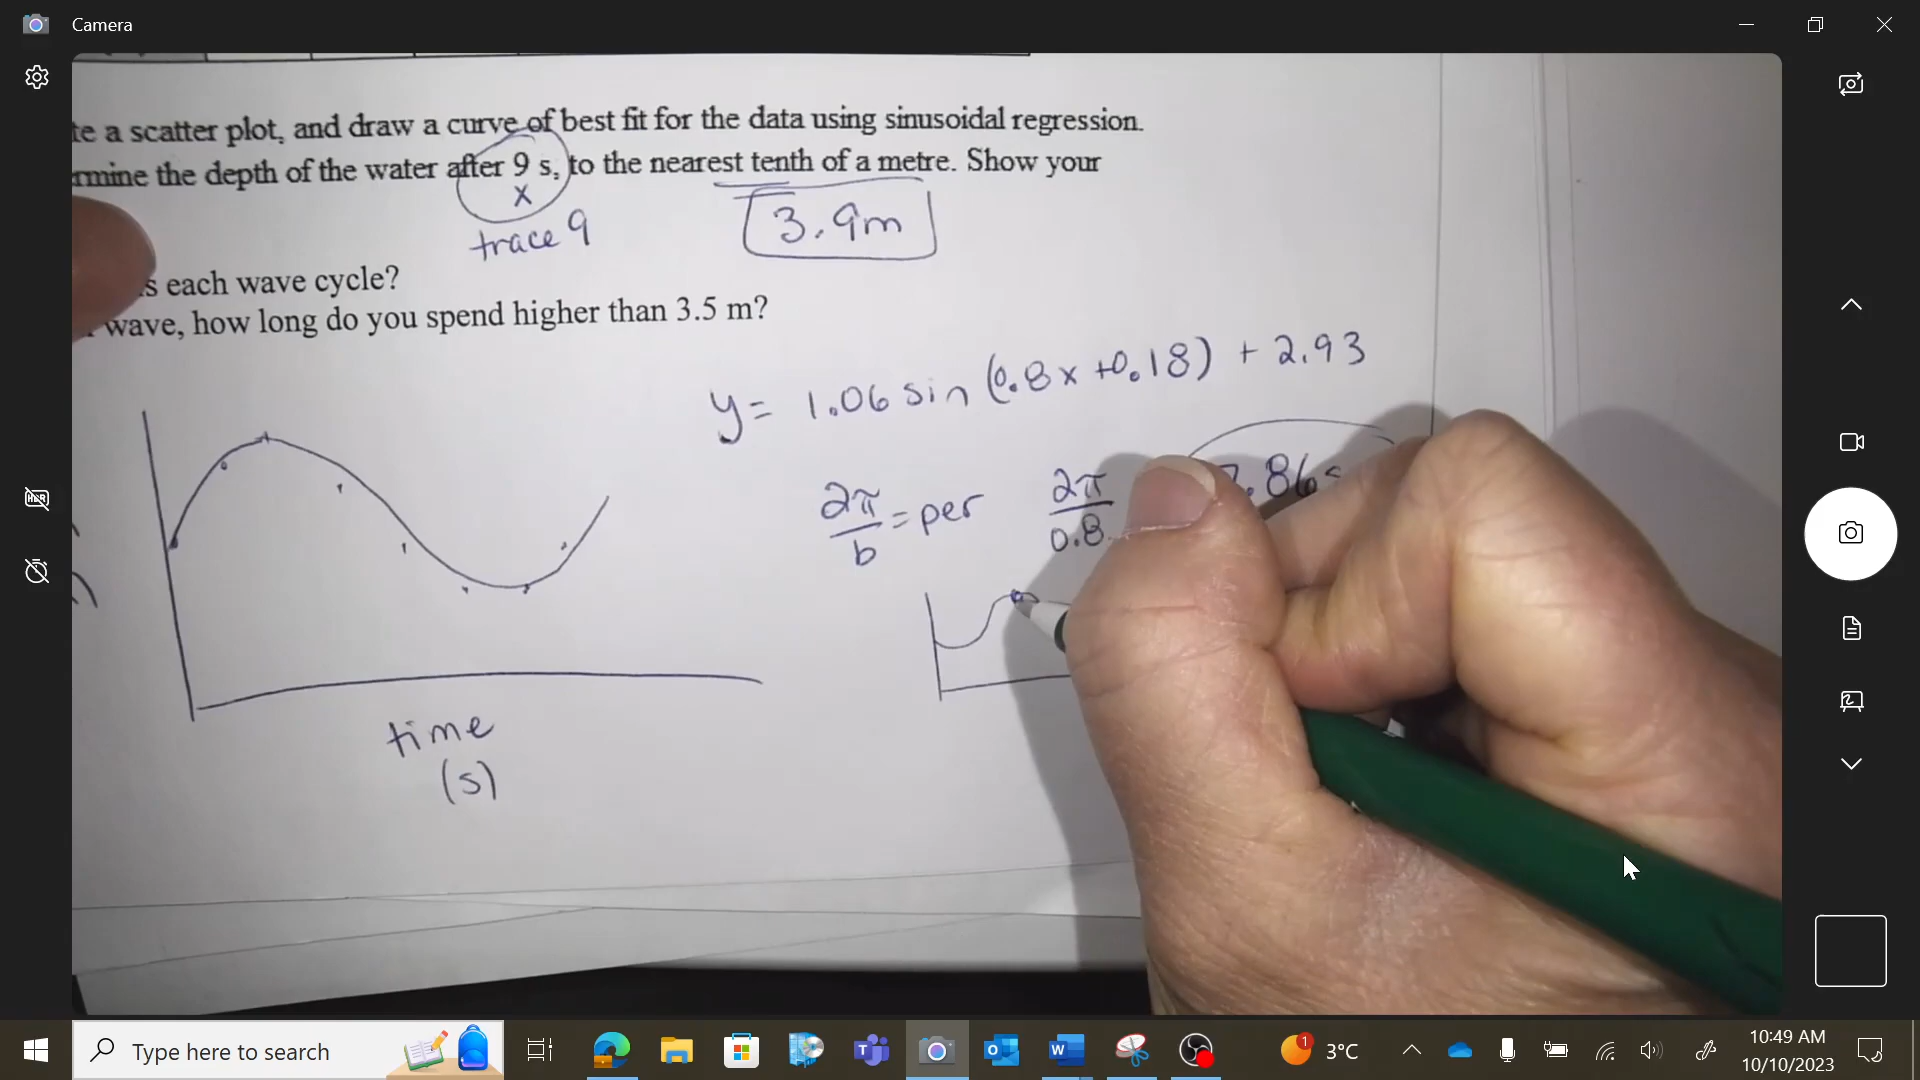 Camera
te a scatter plot, and draw a curve of best fit for the data using sinusoidal regression.
rmine the depth of the water after 9 s, to the nearest tenth of a metre. Show your
x
trace 9
3.9m
s each wave cycle?
wave, how long do you spend higher than 3.5 m?
y = 1.06 sin (0.8x + 0.18) + 2.93
2π/b = per
2π/0.8
.86s
time
(s)
Type here to search
1
3°C
10:49 AM
10/10/2023